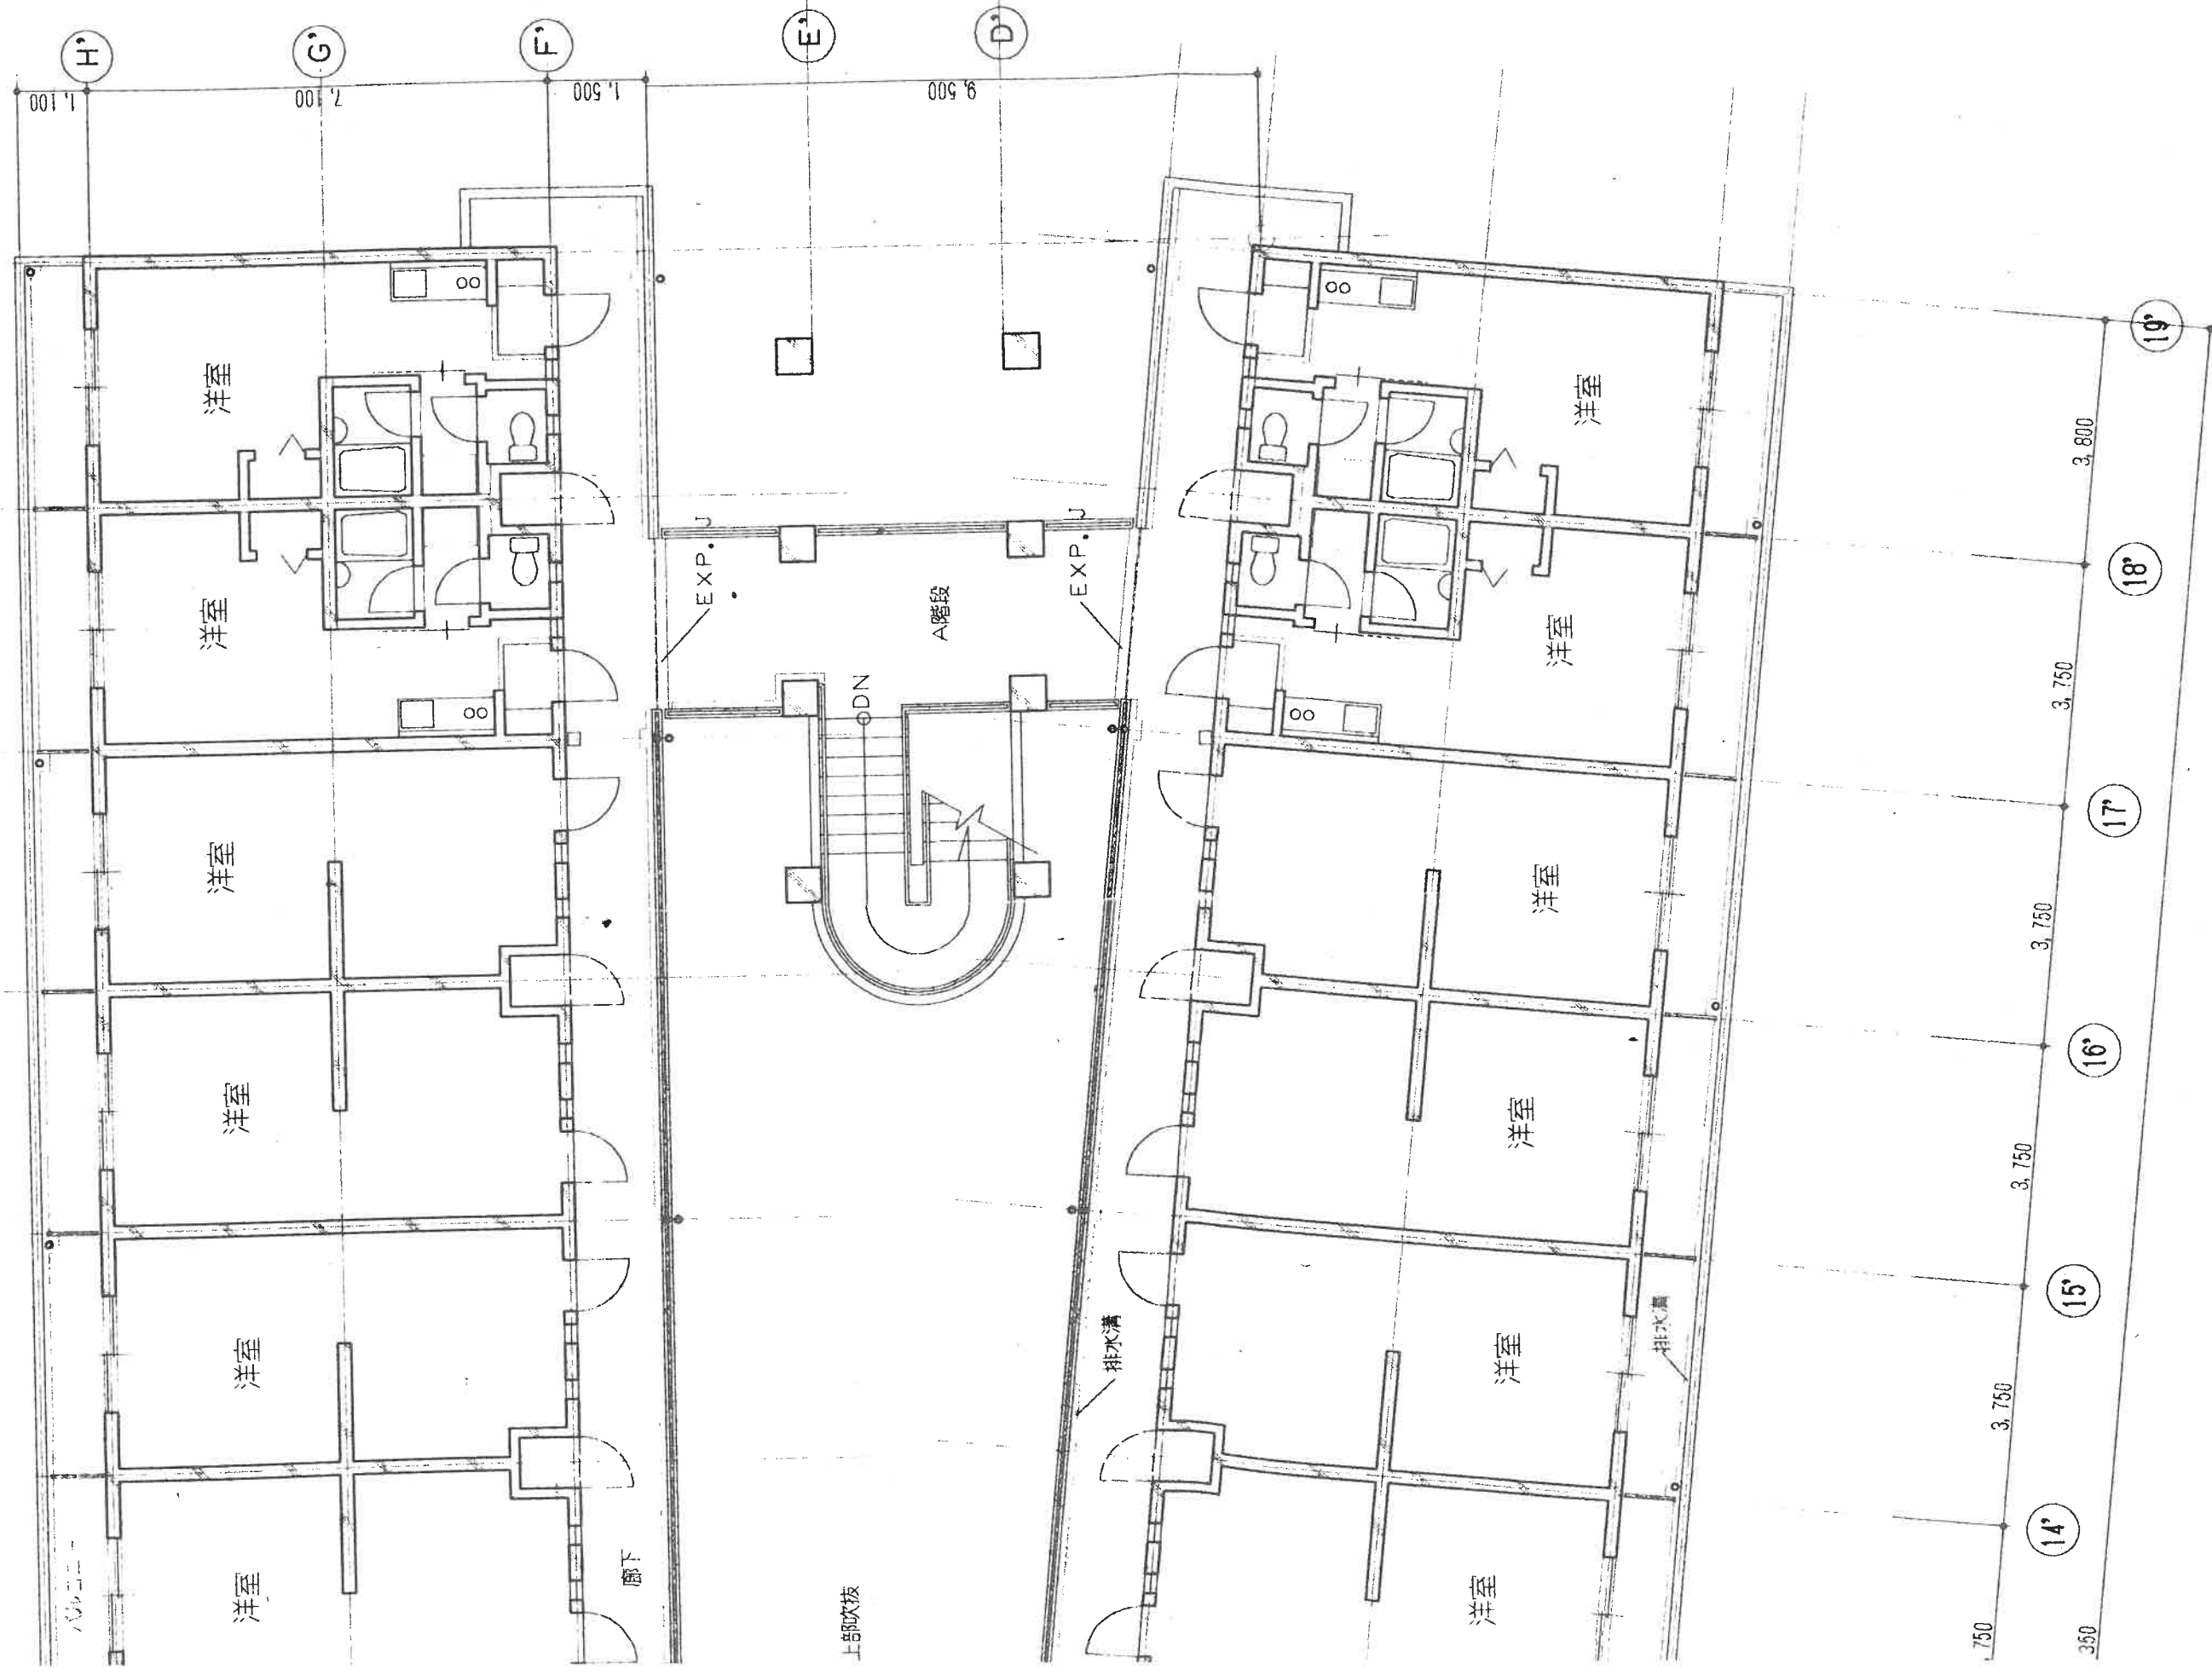 H'
G'
F'
E'
D'
1,100
7,100
1,500
9,500
洋室
洋室
洋室
洋室
洋室
洋室
洋室
洋室
洋室
洋室
洋室
洋室
EXP.J
EXP.J
A階段
DN
排水溝
排水溝
廊下
上部吹抜
3,800
3,750
3,750
3,750
3,750
750
350
19'
18'
17'
16'
15'
14'